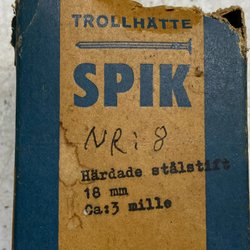 TROLLHÄTTE
SPIK
NR: 8
Härdade stålstift
18 mm
Ca:3 mille